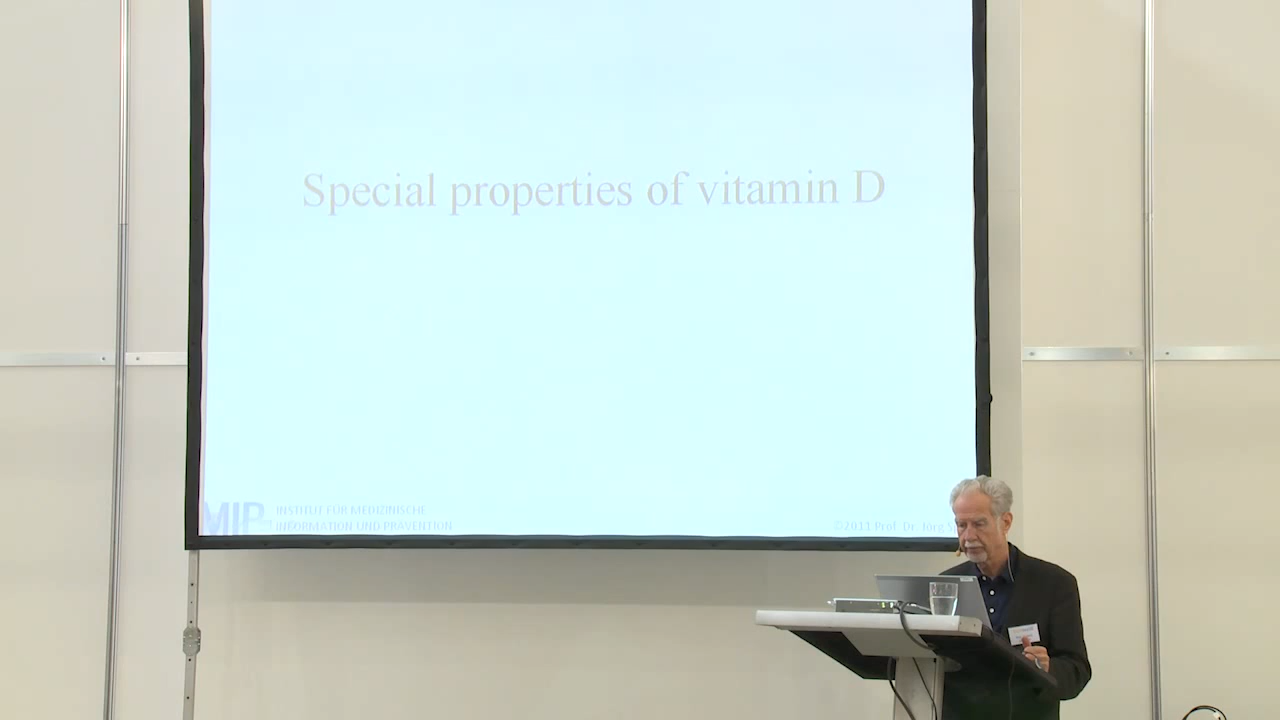 Special properties of vitamin D
MIP
INSTITUT FÜR MEDIZINISCHE
INFORMATION UND PRÄVENTION
©2011 Prof. Dr. Jörg